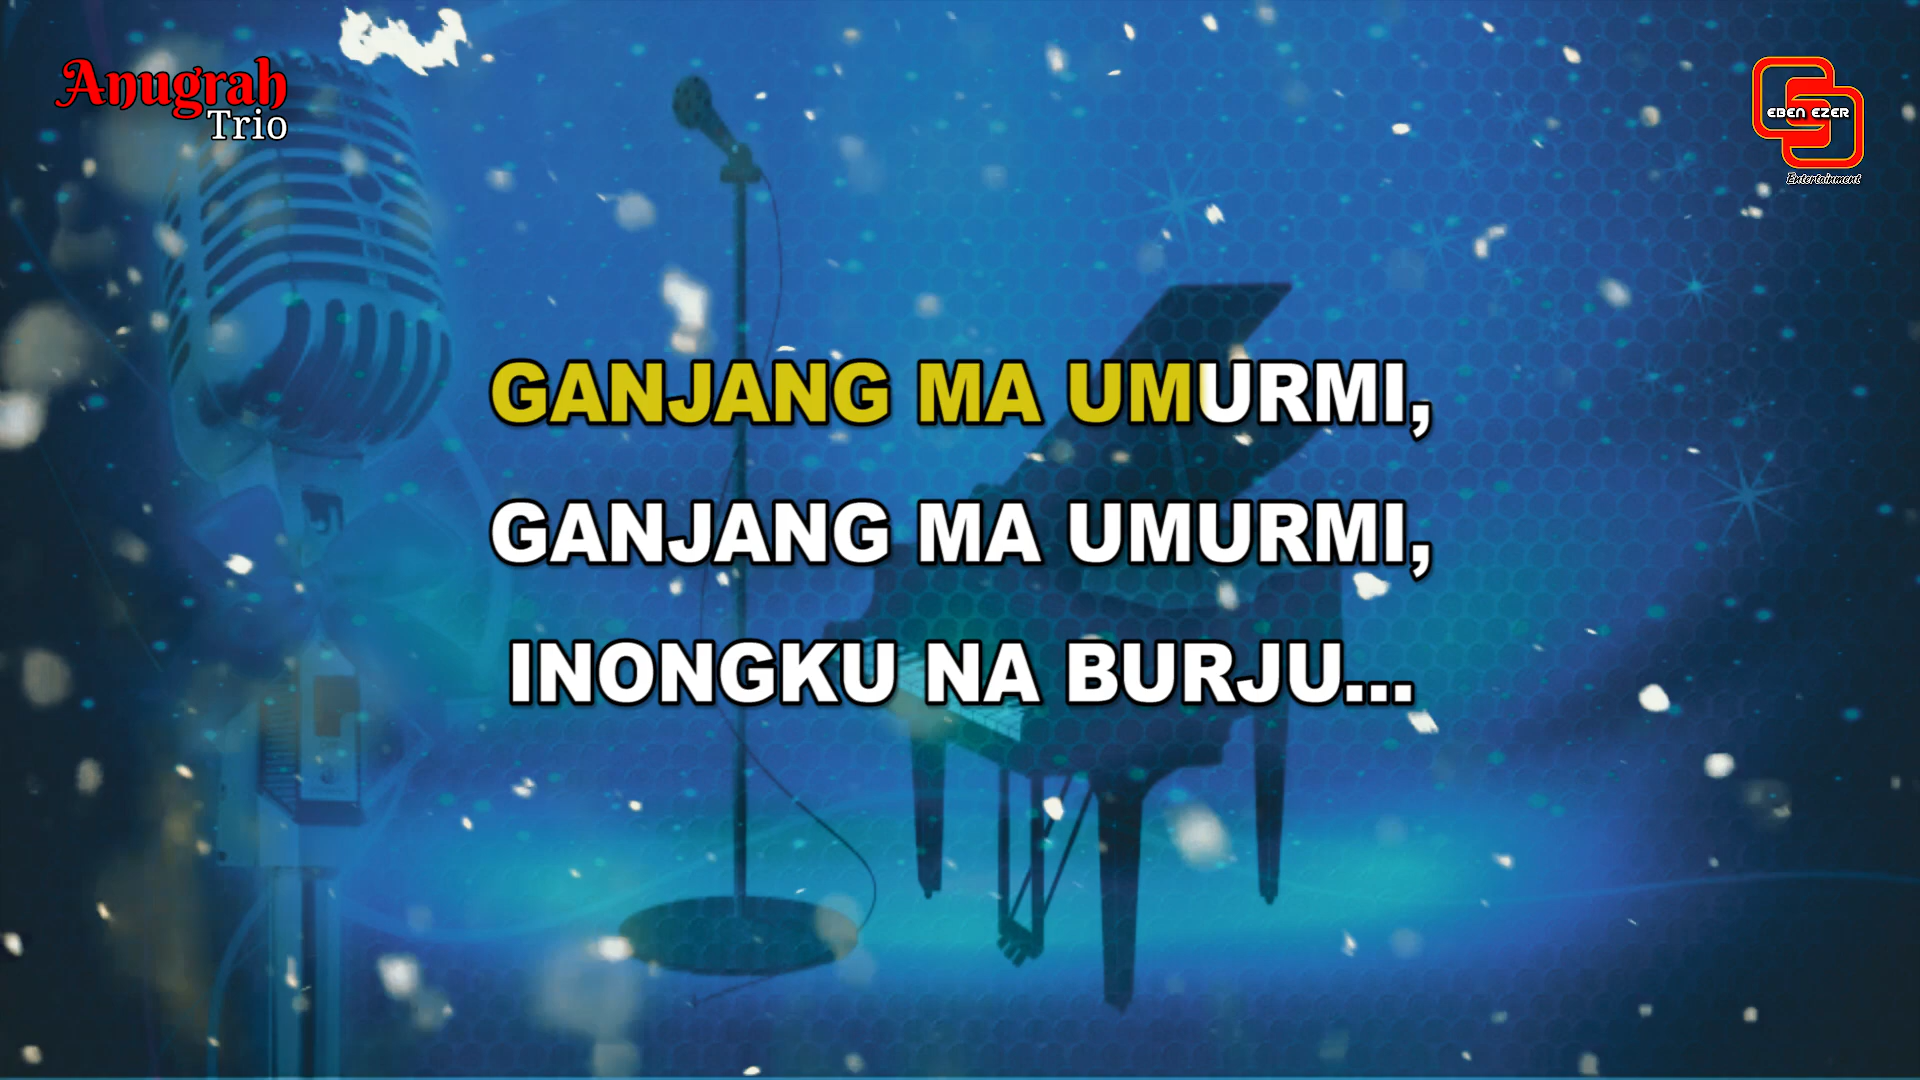 Anugrah
Trio
EBEN EZER
Entertainment
GANJANG MA UMURMI,
GANJANG MA UMURMI,
INONGKU NA BURJU...